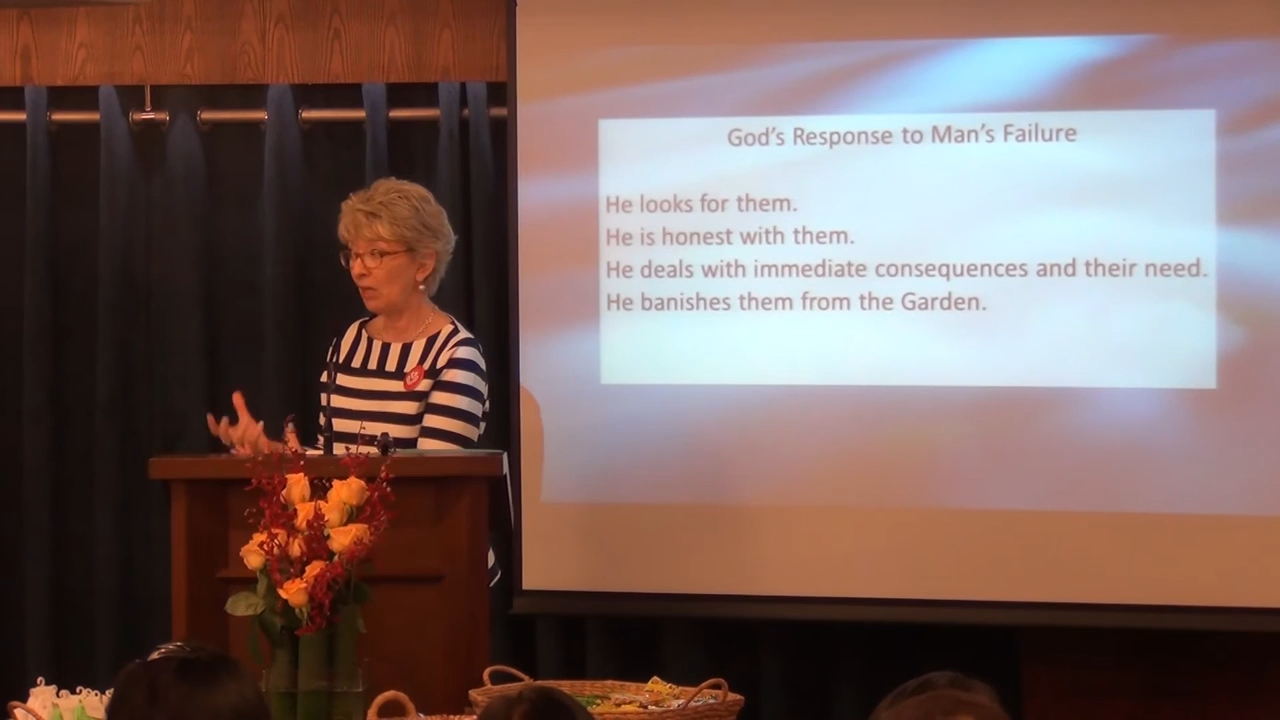 God's Response to Man's Failure
He looks for them.
He is honest with them.
He deals with immediate consequences and their need.
He banishes them from the Garden.